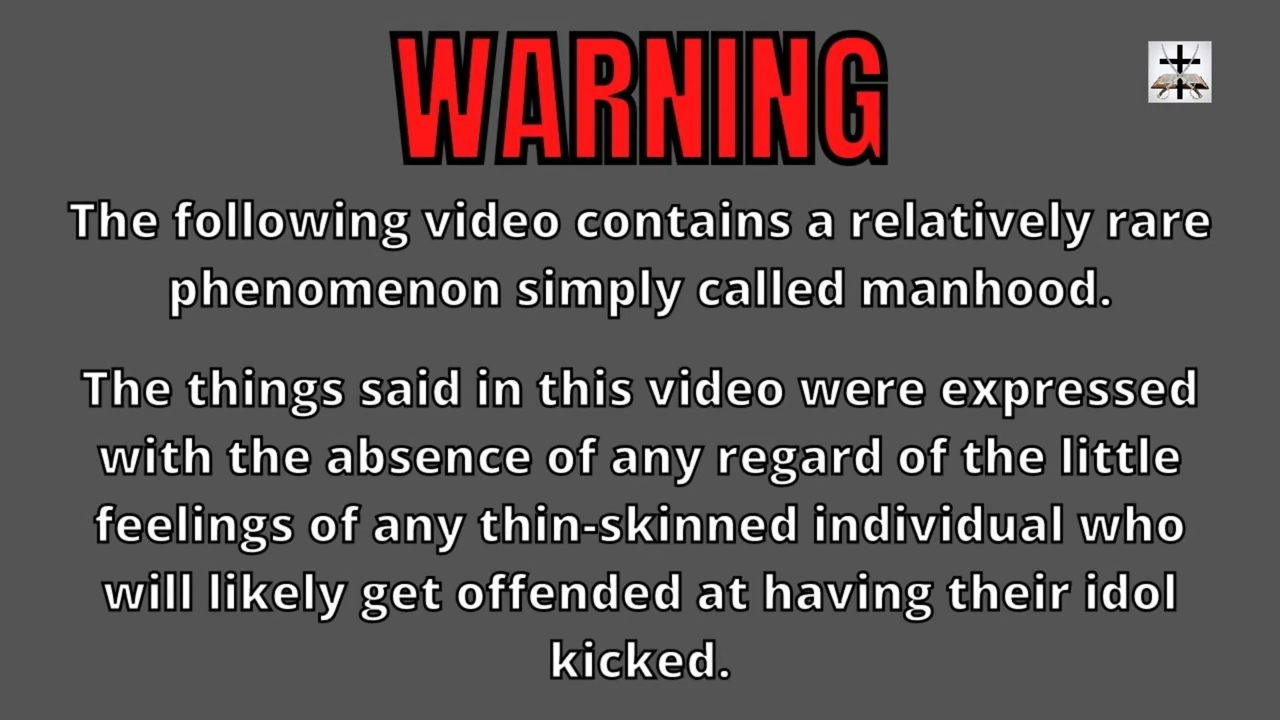 WARNING
The following video contains a relatively rare
phenomenon simply called manhood.
The things said in this video were expressed
with the absence of any regard of the little
feelings of any thin-skinned individual who
will likely get offended at having their idol
kicked.